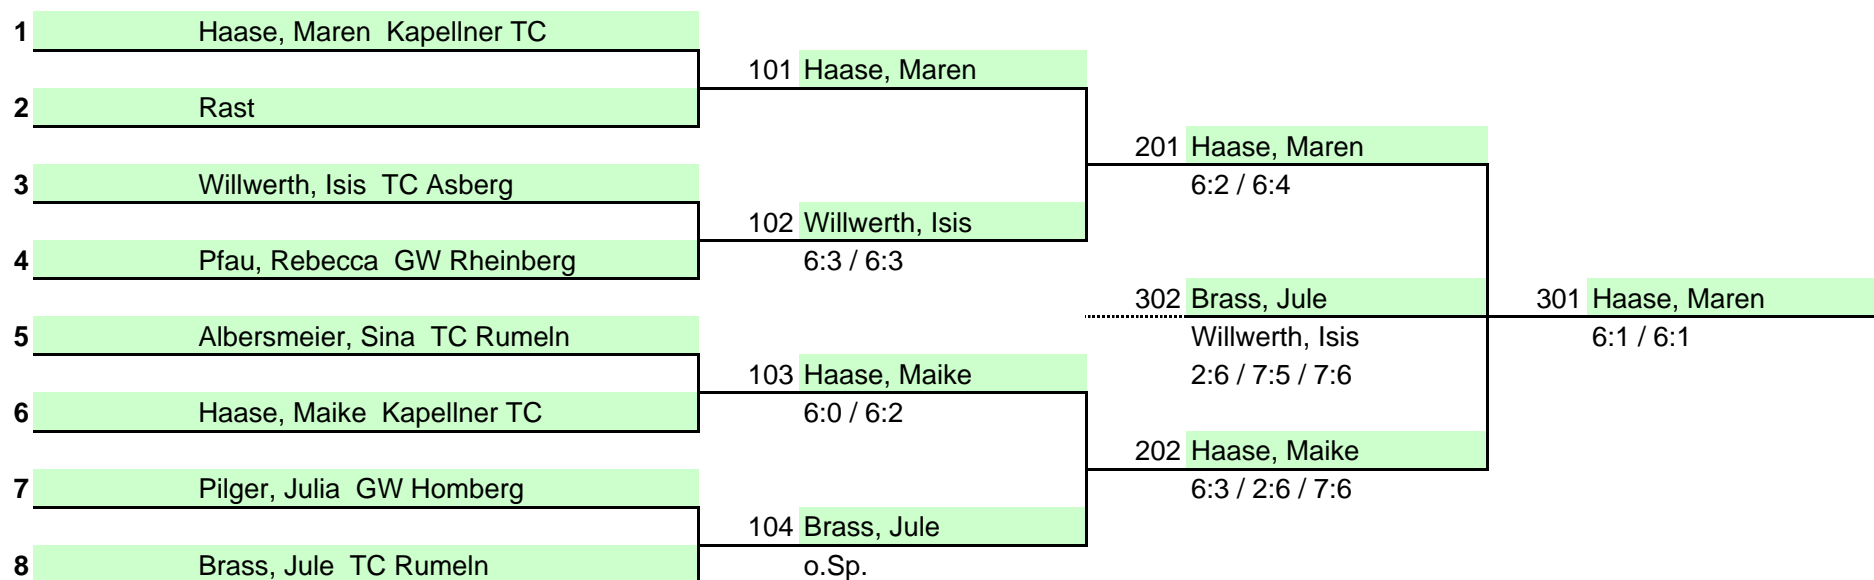 1 Haase, Maren Kapellner TC
101 Haase, Maren
2 Rast
201 Haase, Maren
3 Willwerth, Isis TC Asberg
6:2 / 6:4
102 Willwerth, Isis
4 Pfau, Rebecca GW Rheinberg
6:3 / 6:3
302 Brass, Jule
301 Haase, Maren
5 Albersmeier, Sina TC Rumeln
Willwerth, Isis
6:1 / 6:1
103 Haase, Maike
2:6 / 7:5 / 7:6
6 Haase, Maike Kapellner TC
6:0 / 6:2
202 Haase, Maike
7 Pilger, Julia GW Homberg
6:3 / 2:6 / 7:6
104 Brass, Jule
8 Brass, Jule TC Rumeln
o.Sp.